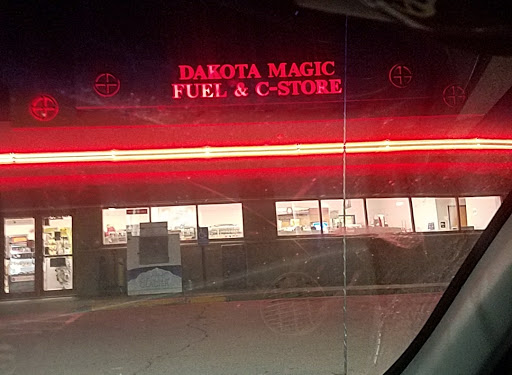 DAKOTA MAGIC
FUEL & C-STORE